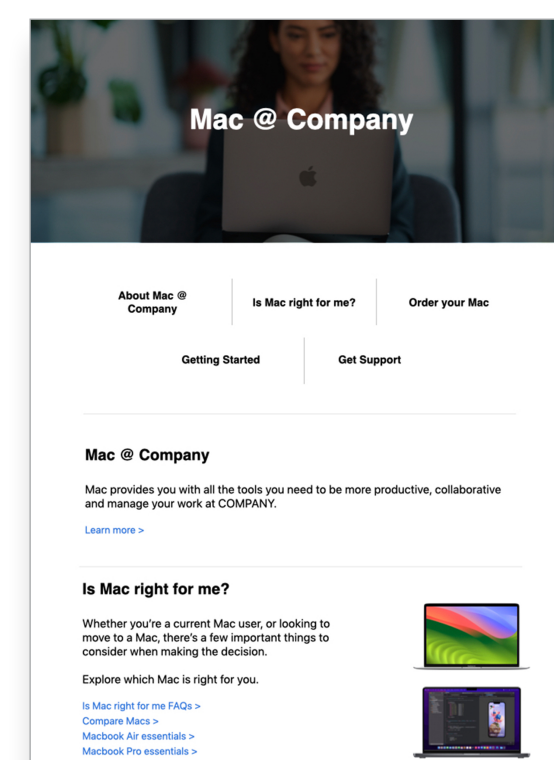 Mac @ Company
About Mac @
Company
Is Mac right for me?
Order your Mac
Getting Started
Get Support
Mac @ Company
Mac provides you with all the tools you need to be more productive, collaborative
and manage your work at COMPANY.
Learn more >
Is Mac right for me?
Whether you’re a current Mac user, or looking to
move to a Mac, there’s a few important things to
consider when making the decision.
Explore which Mac is right for you.
Is Mac right for me FAQs >
Compare Macs >
Macbook Air essentials >
Macbook Pro essentials >